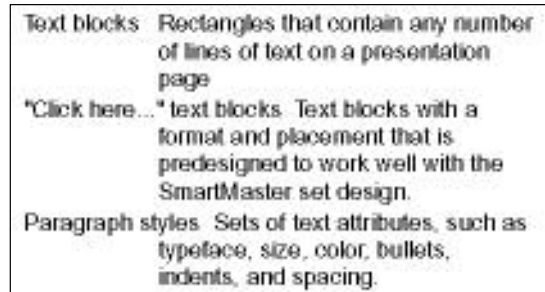 Text blocks Rectangles that contain any number
of lines of text on a presentation
page
"Click here..." text blocks Text blocks with a
format and placement that is
predesigned to work well with the
SmartMaster set design.
Paragraph styles Sets of text attributes, such as
typeface, size, color, bullets,
indents, and spacing.